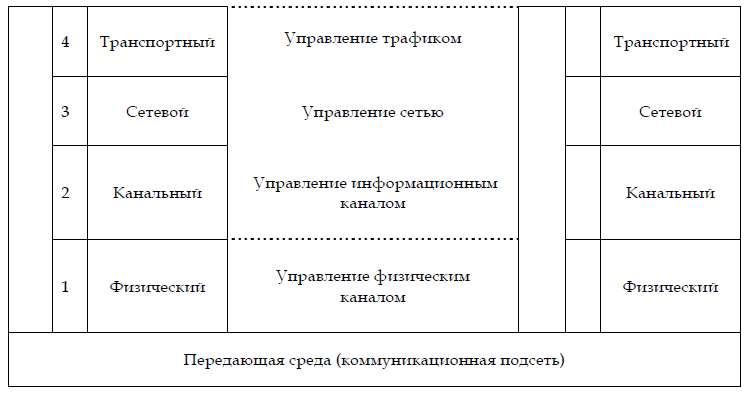 4 Транспортный Управление трафиком Транспортный
3 Сетевой Управление сетью Сетевой
2 Канальный Управление информационным Канальный
каналом
1 Физический Управление физическим Физический
каналом
Передающая среда (коммуникационная подсеть)